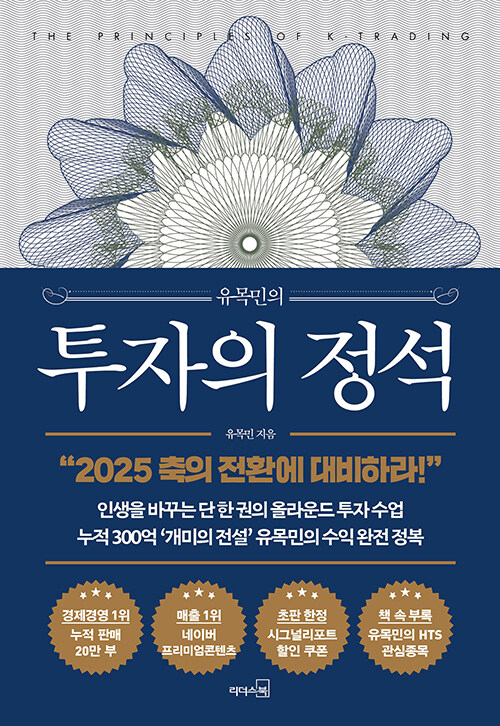 THE PRINCIPLES OF K-TRADING
유목민의
투자의 정석
유목민 지음
“2025 축의 전환에 대비하라!”
인생을 바꾸는 단 한 권의 올라운드 투자 수업
누적 300억 ‘개미의 전설’ 유목민의 수익 완전 정복
경제경영 1위
누적 판매
20만 부
매출 1위
네이버
프리미엄콘텐츠
초판 한정
시그널리포트
할인 쿠폰
책 속 부록
유목민의 HTS
관심종목
리더스북